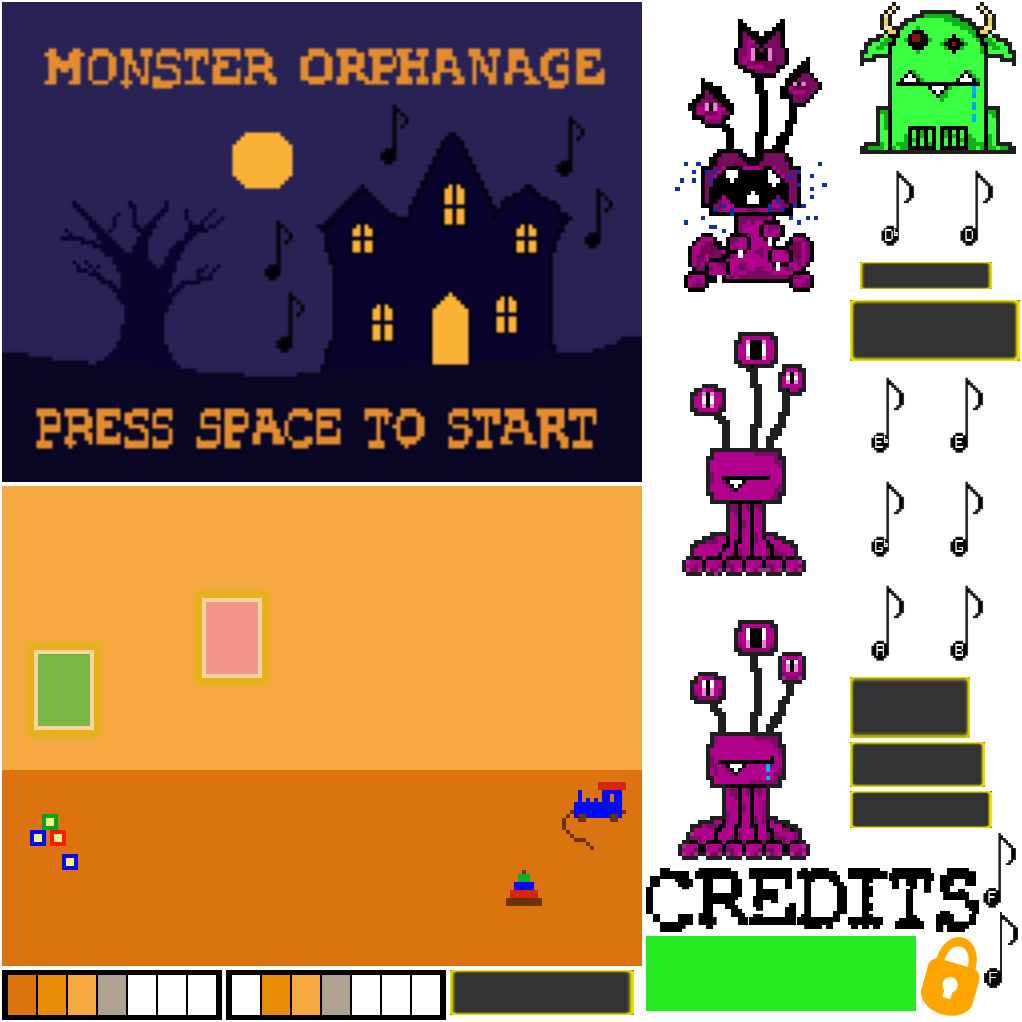 MONSTER ORPHANAGE
PRESS SPACE TO START
D D
E E
G G
A B
CREDITS
F
F